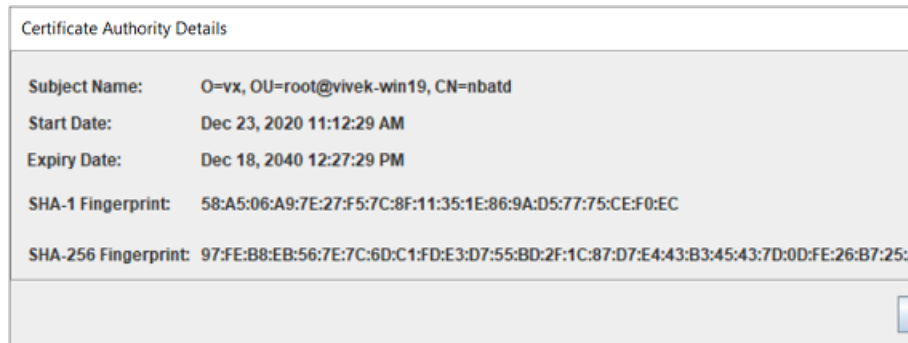 Certificate Authority Details
Subject Name: O=vx, OU=root@vivek-win19, CN=nbatd
Start Date: Dec 23, 2020 11:12:29 AM
Expiry Date: Dec 18, 2040 12:27:29 PM
SHA-1 Fingerprint: 58:A5:06:A9:7E:27:F5:7C:8F:11:35:1E:86:9A:D5:77:75:CE:F0:EC
SHA-256 Fingerprint: 97:FE:B8:EB:56:7E:7C:6D:C1:FD:E3:D7:55:BD:2F:1C:87:D7:E4:43:B3:45:43:7D:0D:FE:26:B7:25: